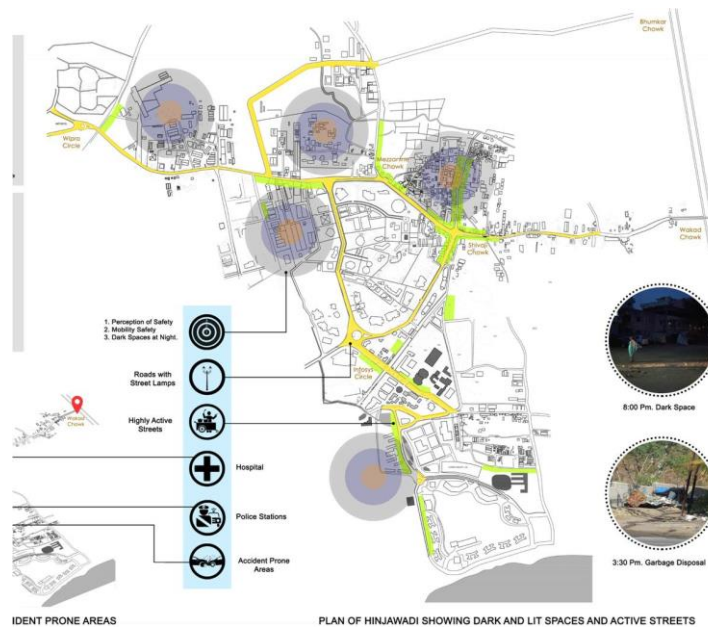 Bhumkar
Chowk
Wipro
Circle
Mezzanine
Chowk
Shivaji
Chowk
Wakad
Chowk
1. Perception of Safety
2. Mobility Safety
3. Dark Spaces at Night.
Roads with
Street Lamps
Infosys
Circle
Highly Active
Streets
Wakad
Chowk
Hospital
Police Stations
Accident Prone
Areas
8:00 Pm. Dark Space
3:30 Pm. Garbage Disposal
IDENT PRONE AREAS
PLAN OF HINJAWADI SHOWING DARK AND LIT SPACES AND ACTIVE STREETS